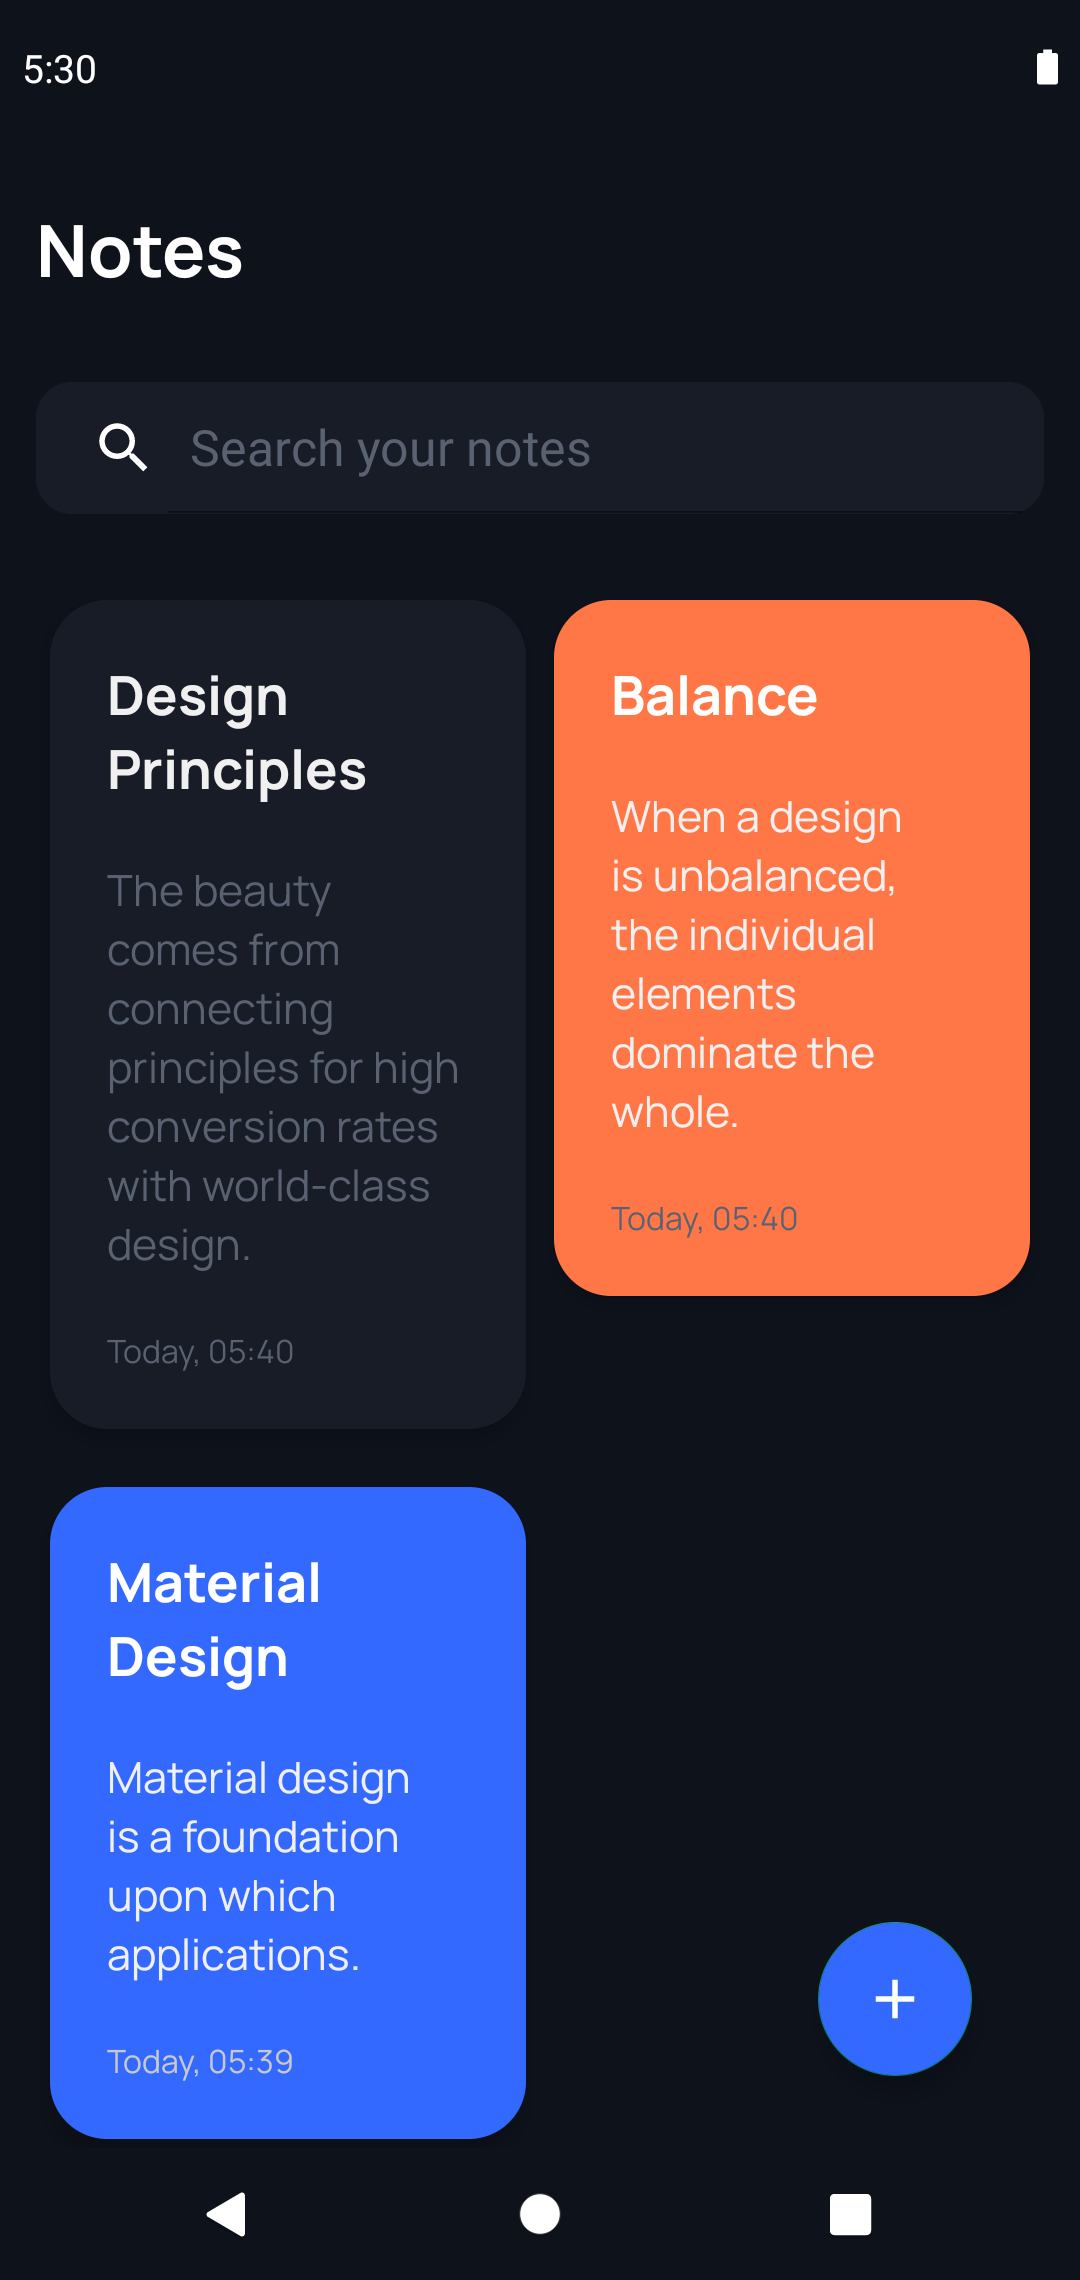 5:30
Notes
Search your notes
Design
Principles
The beauty
comes from
connecting
principles for high
conversion rates
with world-class
design.
Today, 05:40
Balance
When a design
is unbalanced,
the individual
elements
dominate the
whole.
Today, 05:40
Material
Design
Material design
is a foundation
upon which
applications.
Today, 05:39